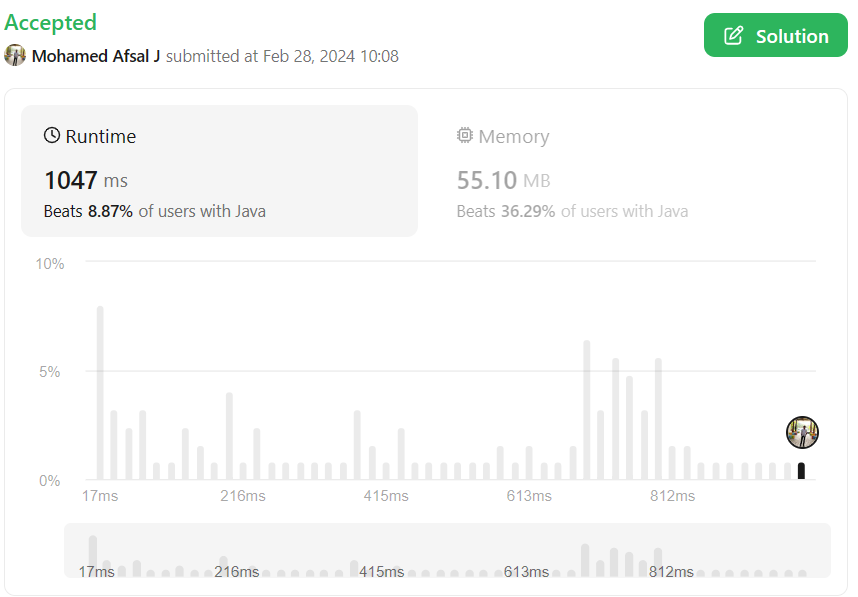 Accepted
Solution
Mohamed Afsal J submitted at Feb 28, 2024 10:08
Runtime
1047 ms
Beats 8.87% of users with Java
Memory
55.10 MB
Beats 36.29% of users with Java
10%
5%
0%
17ms 216ms 415ms 613ms 812ms
17ms 216ms 415ms 613ms 812ms